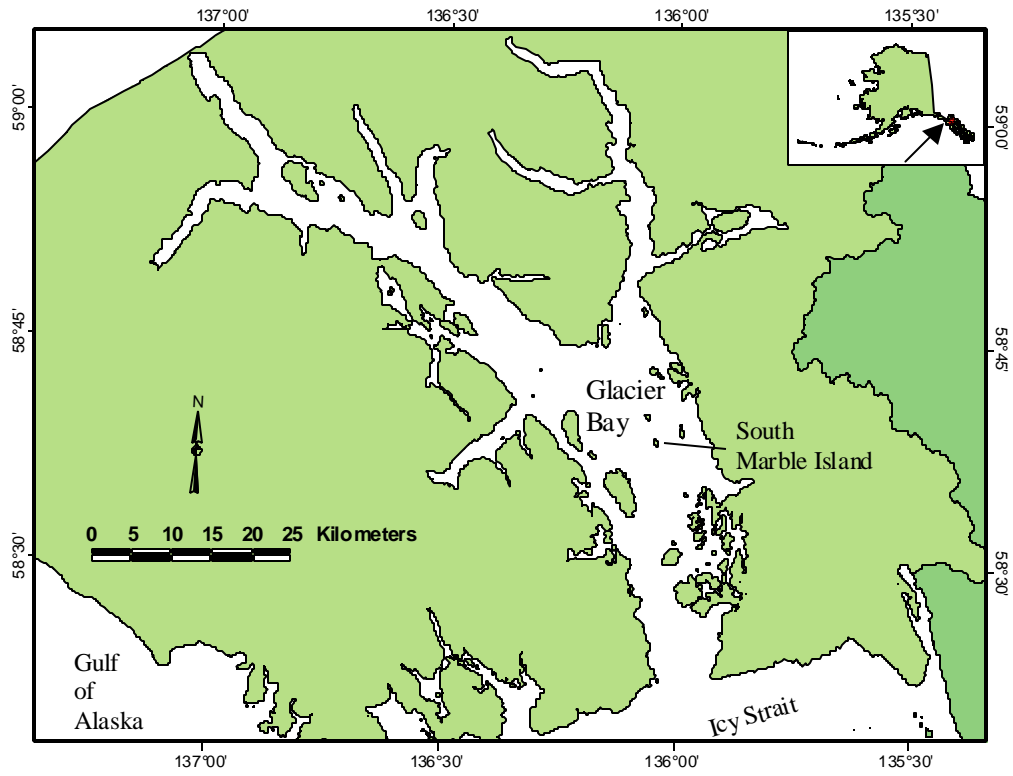 137°00'
136°30'
136°00'
135°30'
59°00'
59°00'
58°45'
58°45'
Glacier
Bay
N
South
Marble Island
0 5 10 15 20 25 Kilometers
58°30'
58°30'
Gulf
of
Alaska
Icy Strait
137°00'
136°30'
136°00'
135°30'